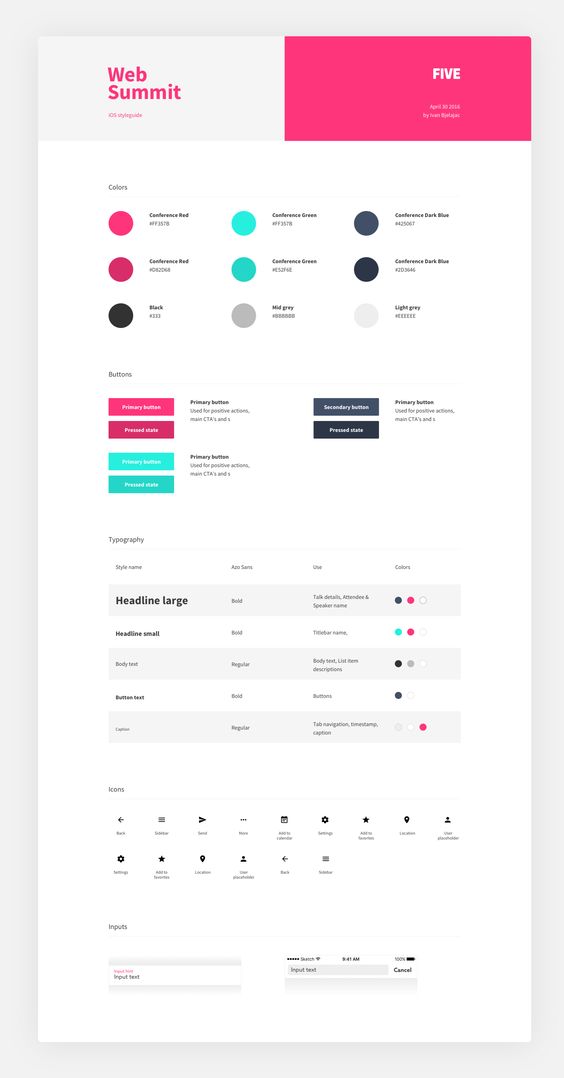 Web
Summit
iOS styleguide
FIVE
April 30 2016
by Ivan Bjelajac
Colors
Conference Red
#FF357B
Conference Green
#FF357B
Conference Dark Blue
#425067
Conference Red
#D82D68
Conference Green
#E52F6E
Conference Dark Blue
#2D3646
Black
#333
Mid grey
#BBBBBB
Light grey
#EEEEEE
Buttons
Primary button
Pressed state
Primary button
Used for positive actions,
main CTA's and s
Secondary button
Pressed state
Primary button
Used for positive actions,
main CTA's and s
Primary button
Pressed state
Primary button
Used for positive actions,
main CTA's and s
Typography
Style name Azo Sans Use Colors
Headline large Bold Talk details, Attendee &
Speaker name
Headline small Bold Titlebar name,
Body text Regular Body text, List item
descriptions
Button text Bold Buttons
Caption Regular Tab navigation, timestamp,
caption
Icons
Back
Sidebar
Send
More
Add to
calendar
Settings
Add to
favorites
Location
User
placeholder
Settings
Add to
favorites
Location
User
placeholder
Back
Sidebar
Inputs
Input hint
Input text
Sketch 9:41 AM 100%
Input text Cancel